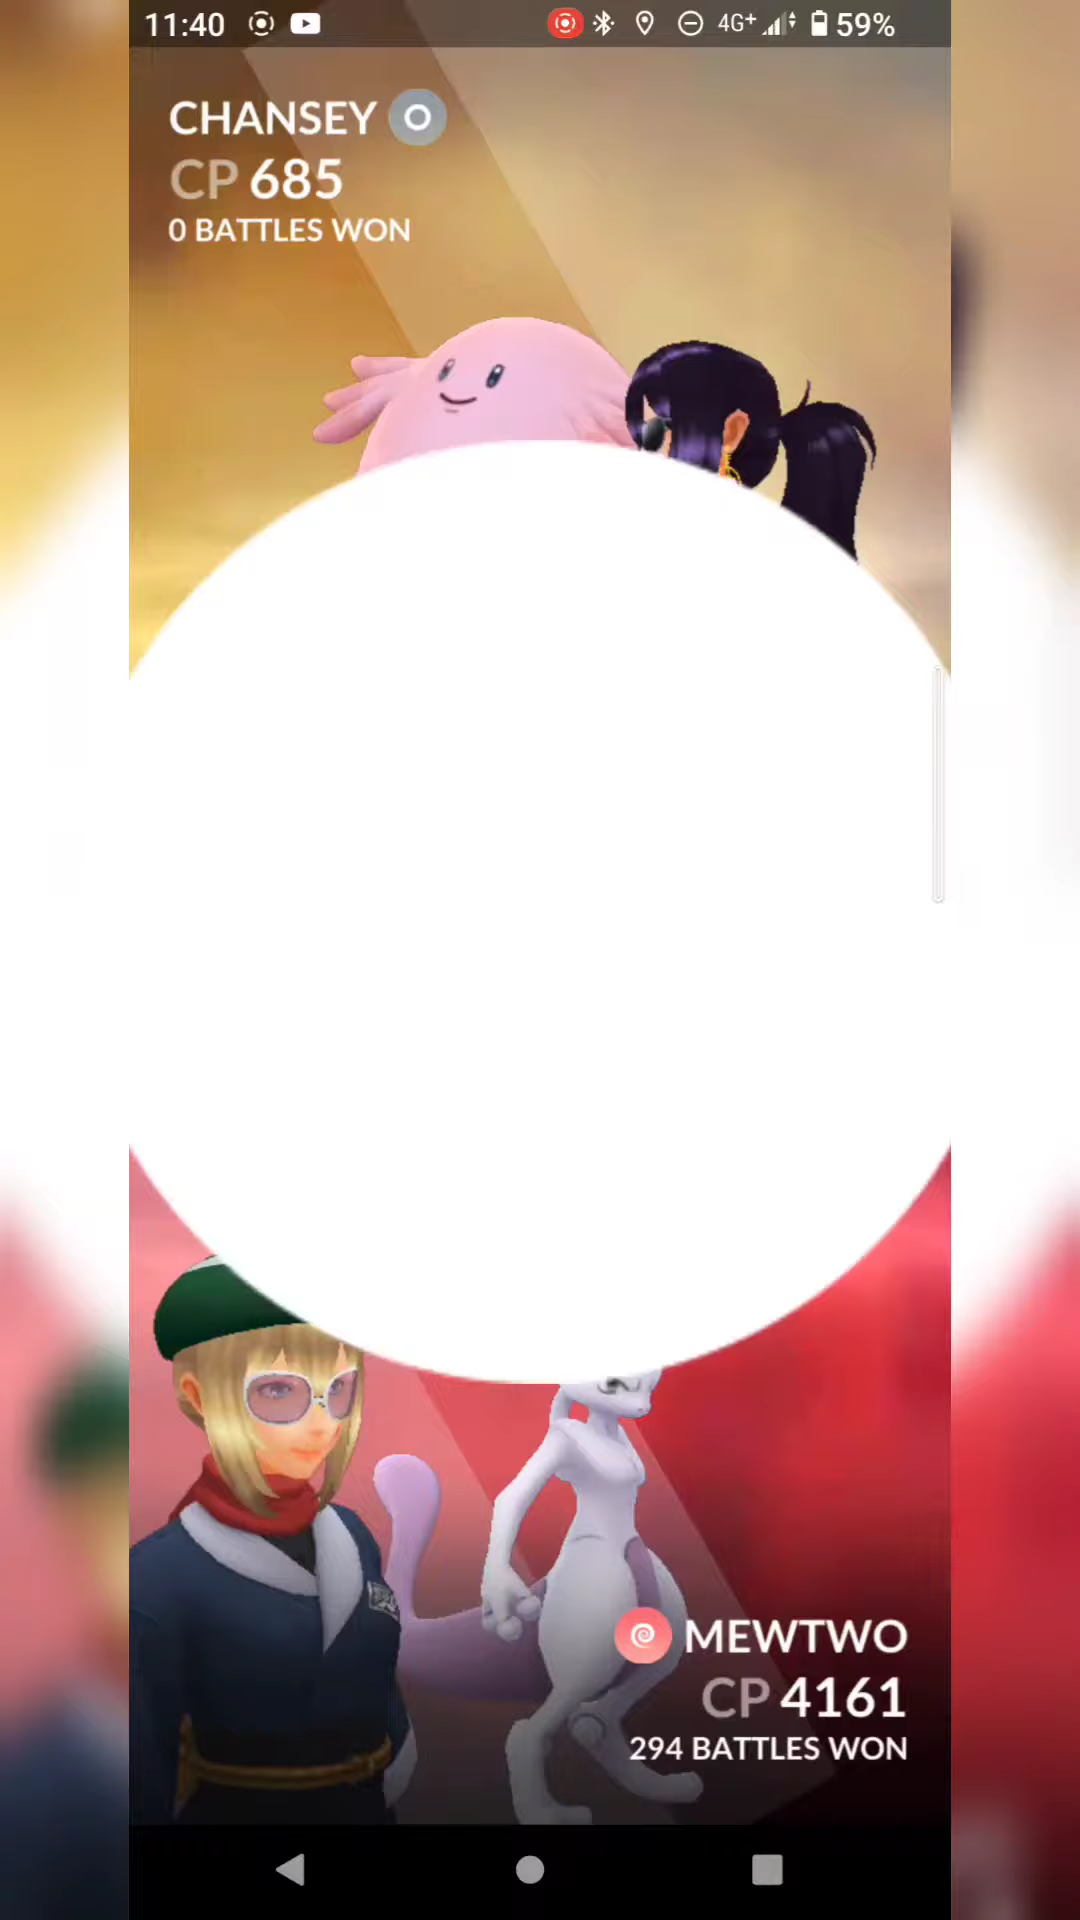 11:40
4G+ 59%
CHANSEY
CP 685
0 BATTLES WON
MEWTWO
CP 4161
294 BATTLES WON